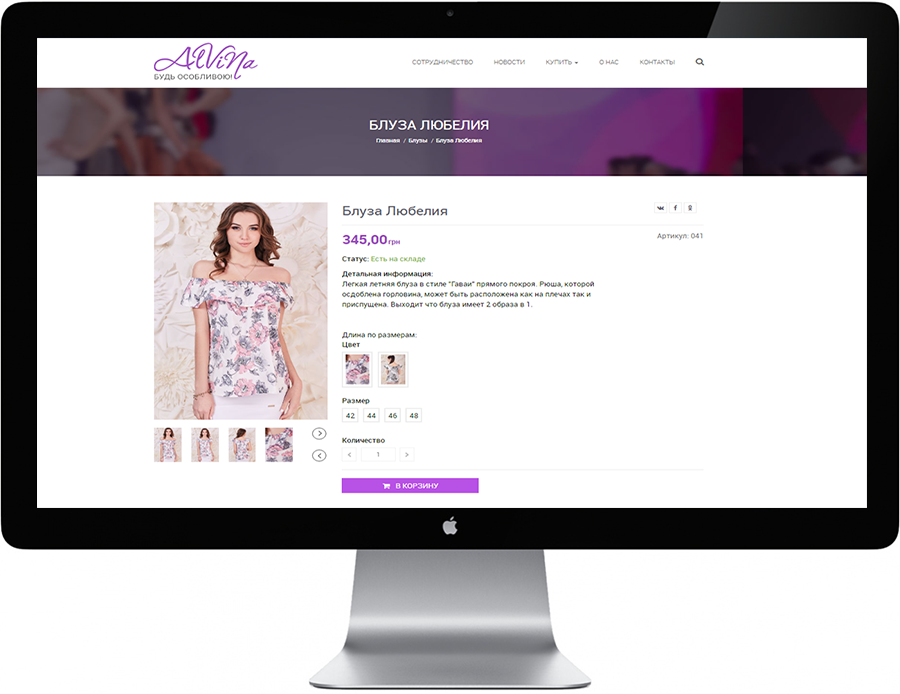 AlViNa
БУДЬ ОСОБЛИВОЮ!
СОТРУДНИЧЕСТВО НОВОСТИ КУПИТЬ О НАС КОНТАКТЫ
БЛУЗА ЛЮБЕЛИЯ
Главная / Блузы / Блуза Любелия
Блуза Любелия
345,00грн
Артикул: 041
Статус: Есть на складе
Детальная информация:
Легкая летняя блуза в стиле "Гаваи" прямого покроя. Рюша, которой
осдоблена горловина, может быть расположена как на плечах так и
приспущена. Выходит что блуза имеет 2 образа в 1.
Длина по размерам:
Цвет
Размер
42 44 46 48
Количество
1
В КОРЗИНУ